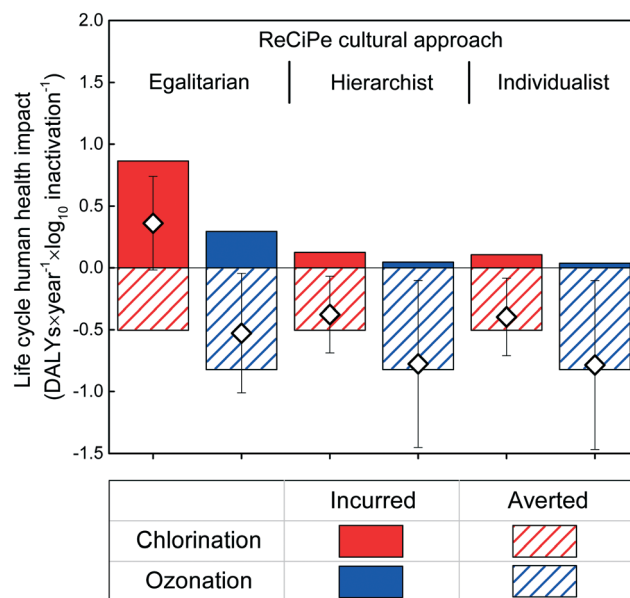 ReCiPe cultural approach
Egalitarian Hierarchist Individualist
Life cycle human health impact
(DALYs×year⁻¹×log₁₀ inactivation⁻¹)
2.0
1.5
1.0
0.5
0.0
-0.5
-1.0
-1.5
Incurred Averted
Chlorination
Ozonation